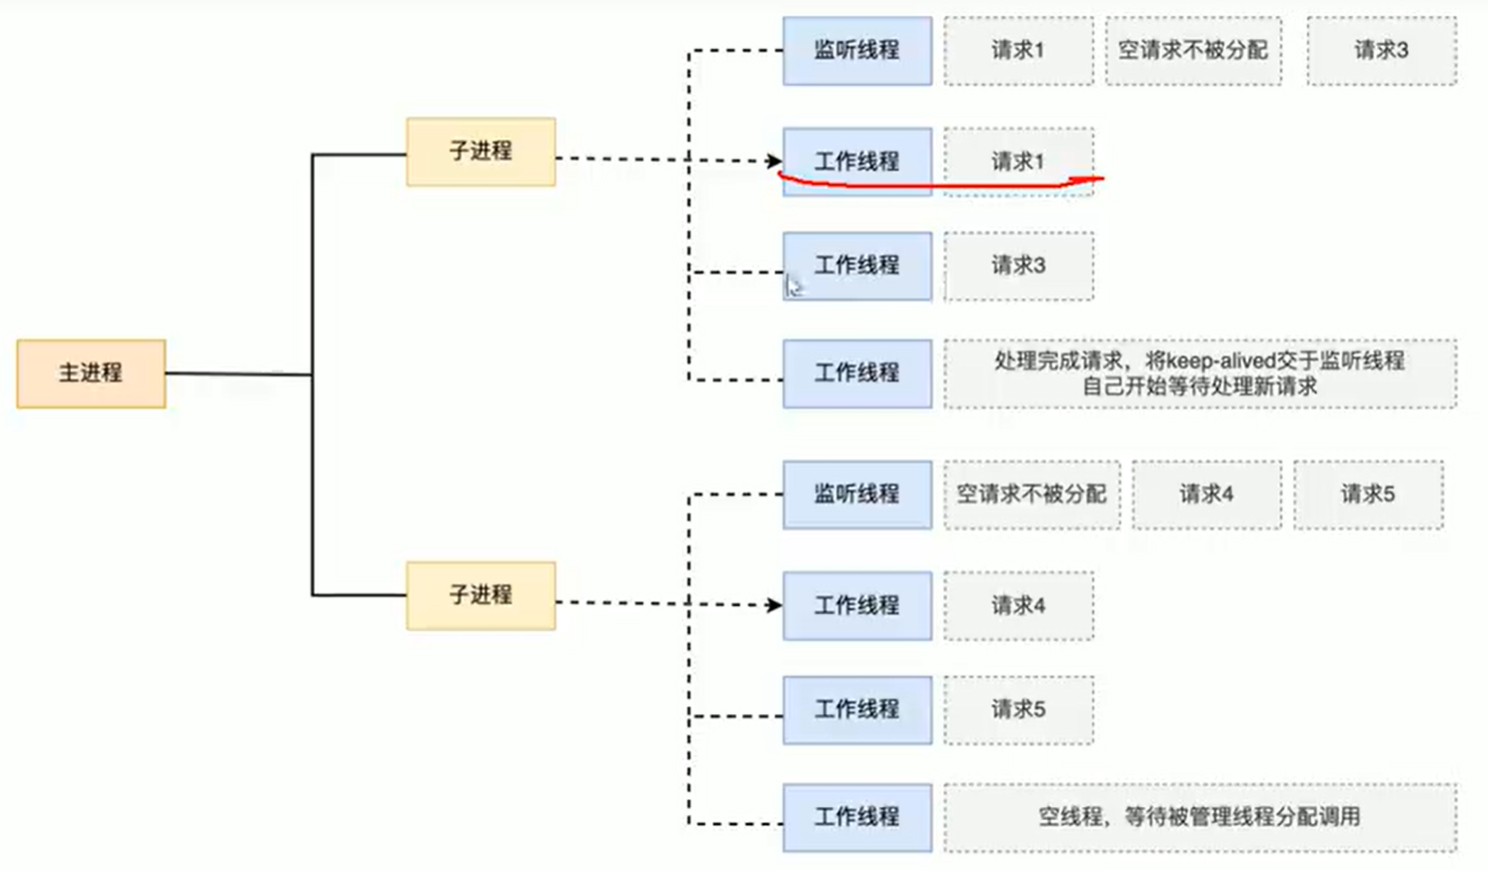 监听线程 请求1 空请求不被分配 请求3
子进程
工作线程 请求1
工作线程 请求3
主进程
工作线程 处理完成请求，将keep-alived交于监听线程
自己开始等待处理新请求
监听线程 空请求不被分配 请求4 请求5
子进程
工作线程 请求4
工作线程 请求5
工作线程 空线程，等待被管理线程分配调用